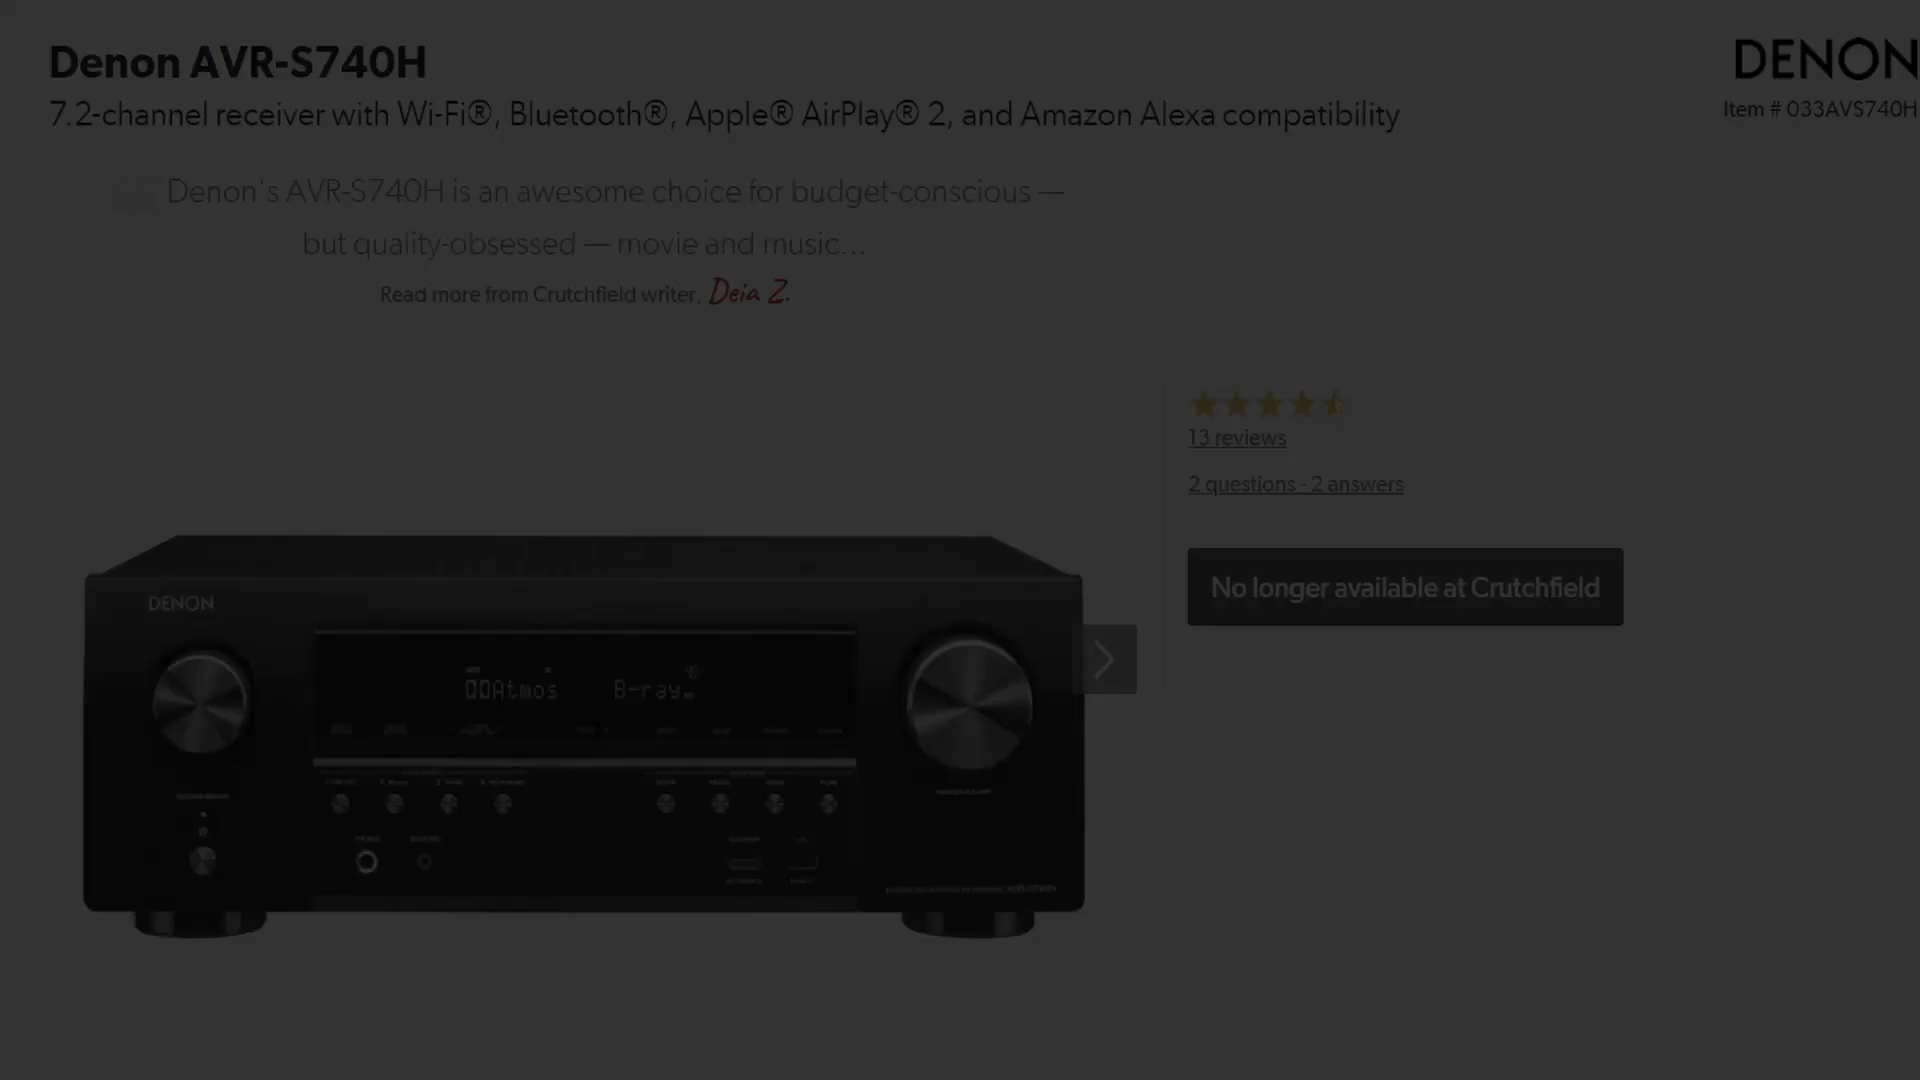 Denon AVR-S740H
DENON
7.2-channel receiver with Wi-Fi®, Bluetooth®, Apple® AirPlay® 2, and Amazon Alexa compatibility
Item # 033AVS740H
Denon's AVR-S740H is an awesome choice for budget-conscious —
but quality-obsessed — movie and music...
Read more from Crutchfield writer, Deia Z.
13 reviews
2 questions - 2 answers
No longer available at Crutchfield
DENON
Atmos B-ray